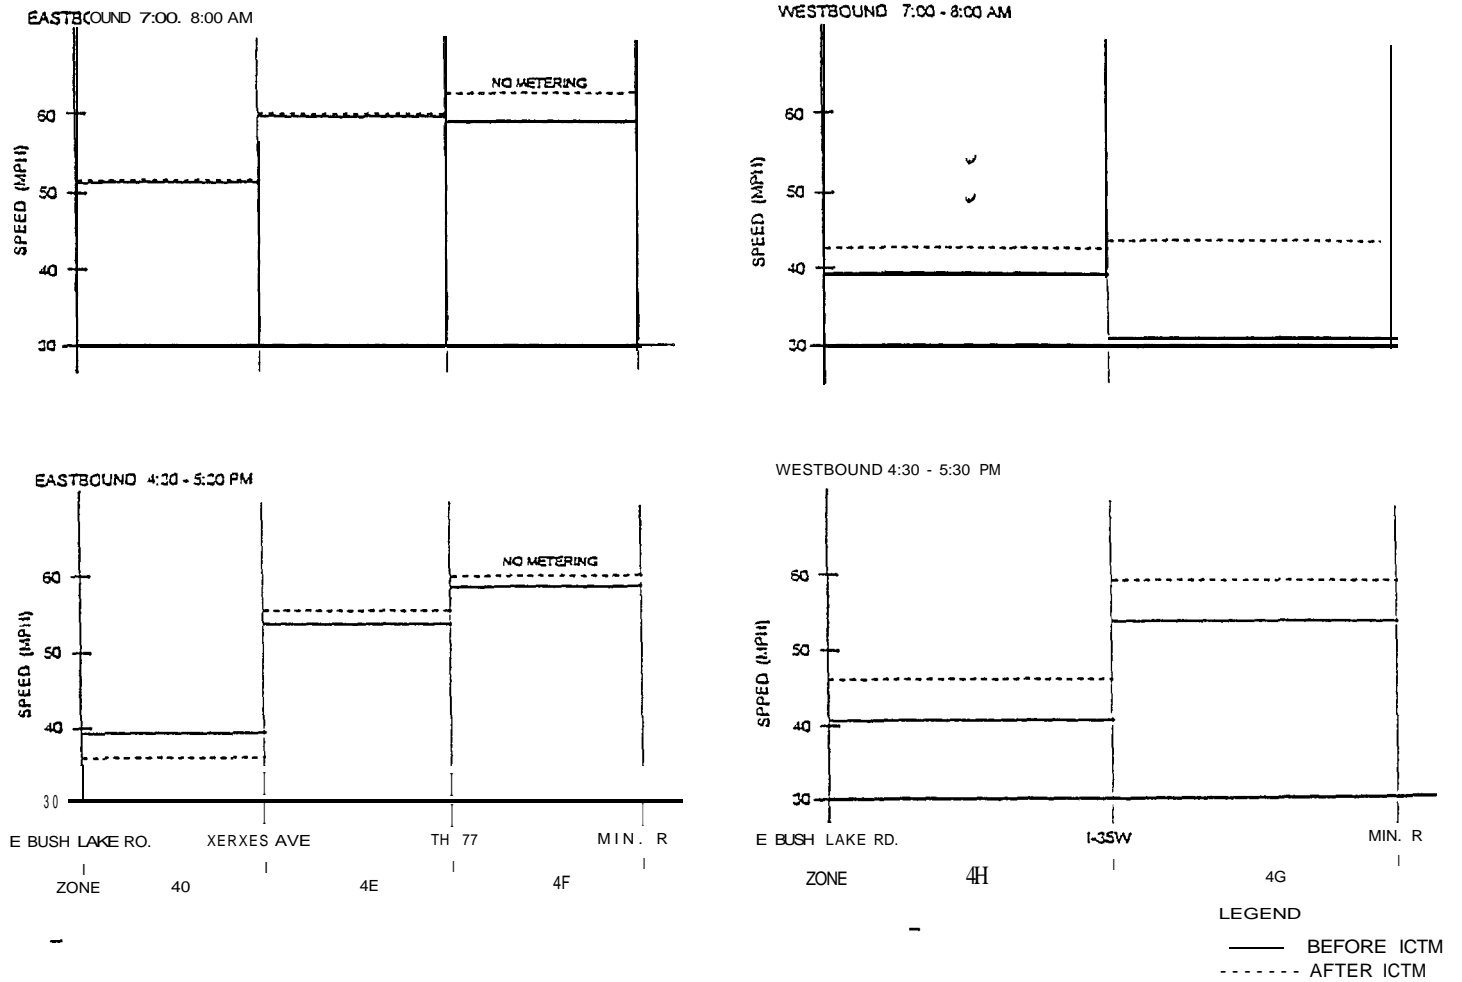 EASTBOUND 7:00. 8:00 AM
NO METERING
60
50
40
30
SPEED (MPH)
WESTBOUND 7:00 - 8:00 AM
60
50
40
30
SPEED (MPH)
EASTBOUND 4:30 - 5:30 PM
NO METERING
60
50
40
30
SPEED (MPH)
E BUSH LAKE RO. XERXES AVE TH 77 MIN. R
ZONE 40 4E 4F
WESTBOUND 4:30 - 5:30 PM
60
50
40
30
SPPED (MPH)
E BUSH LAKE RD. I-35W MIN. R
ZONE 4H 4G
LEGEND
BEFORE ICTM
AFTER ICTM